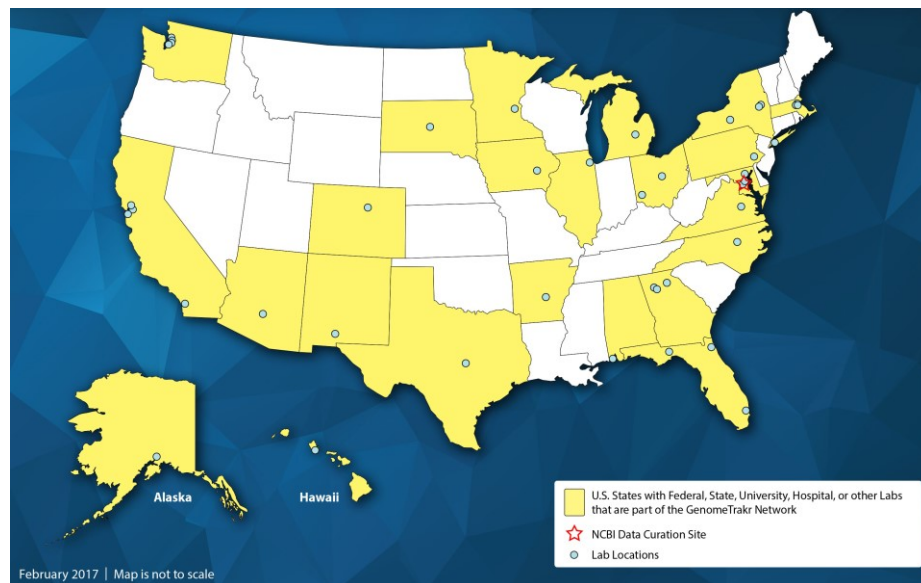 Alaska
Hawaii
U.S. States with Federal, State, University, Hospital, or other Labs
that are part of the GenomeTrakr Network
NCBI Data Curation Site
Lab Locations
February 2017 | Map is not to scale